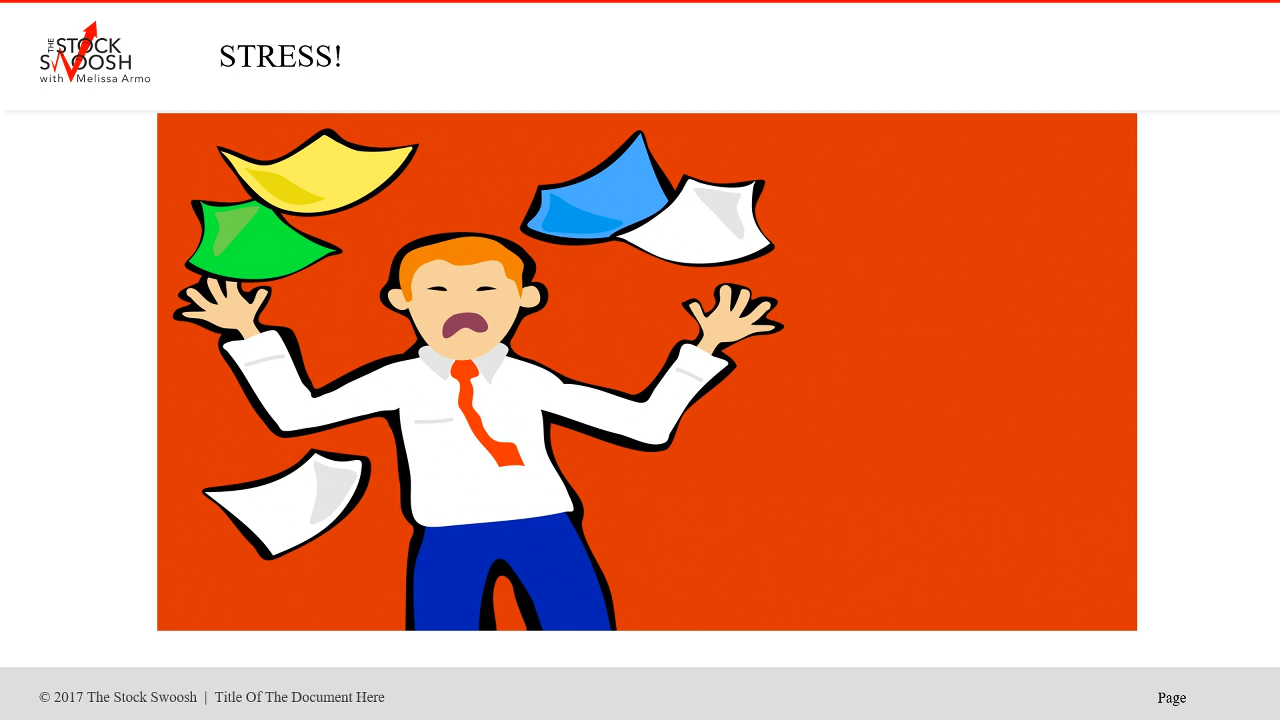 THE STOCK
SWOOSH
with Melissa Armo
STRESS!
© 2017 The Stock Swoosh | Title Of The Document Here
Page